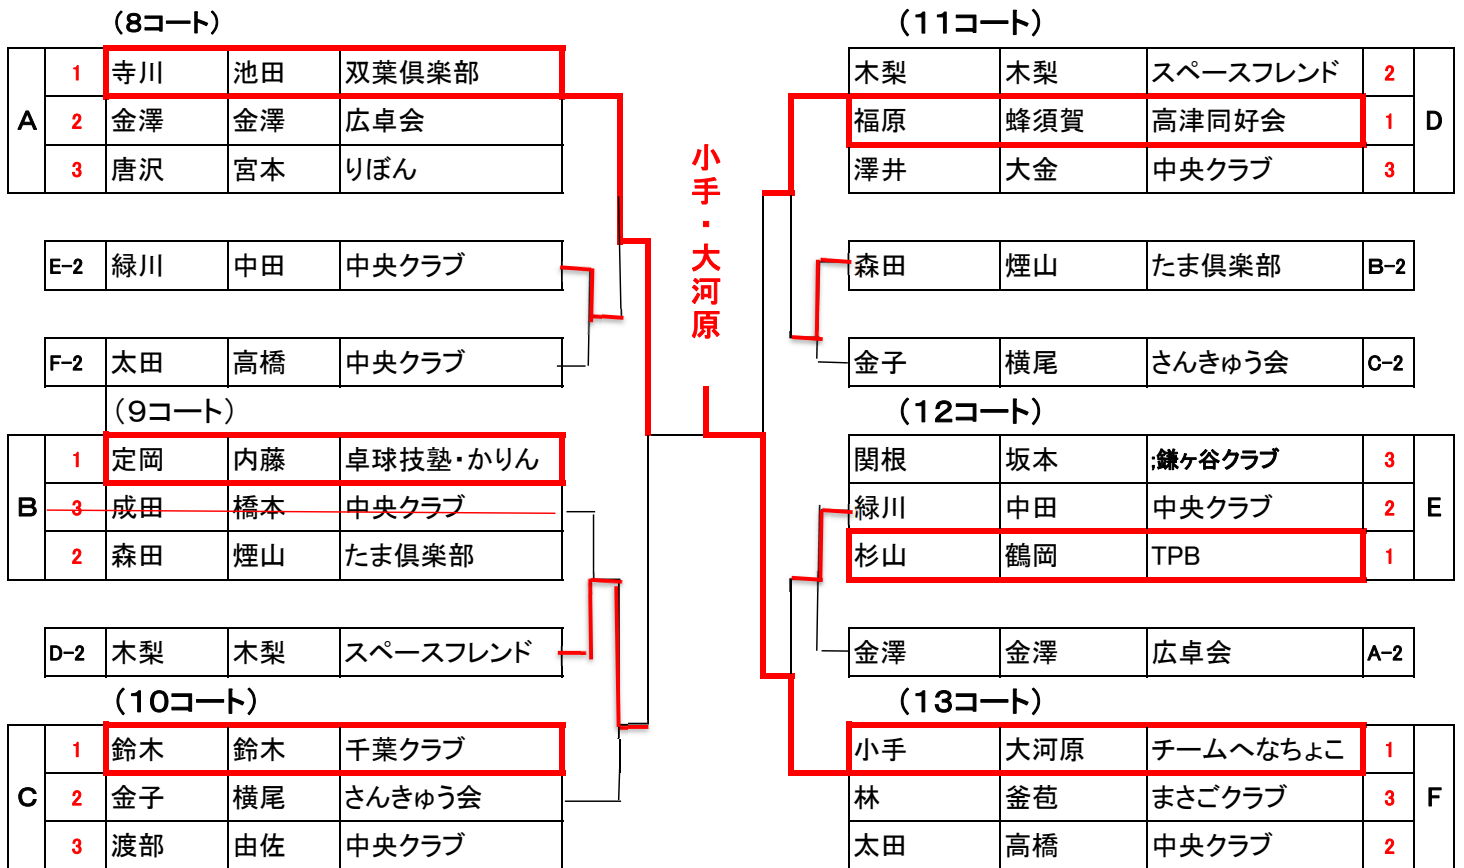 (8コート)
A
1 寺川 池田 双葉倶楽部
2 金澤 金澤 広卓会
3 唐沢 宮本 りぼん
E-2 緑川 中田 中央クラブ
F-2 太田 高橋 中央クラブ
(9コート)
B
1 定岡 内藤 卓球技塾・かりん
3 成田 橋本 中央クラブ
2 森田 煙山 たま倶楽部
D-2 木梨 木梨 スペースフレンド
(10コート)
C
1 鈴木 鈴木 千葉クラブ
2 金子 横尾 さんきゅう会
3 渡部 由佐 中央クラブ
小手・大河原
(11コート)
木梨 木梨 スペースフレンド 2
福原 蜂須賀 高津同好会 1
澤井 大金 中央クラブ 3
D
森田 煙山 たま倶楽部 B-2
金子 横尾 さんきゅう会 C-2
(12コート)
関根 坂本 ;鎌ヶ谷クラブ 3
緑川 中田 中央クラブ 2
杉山 鶴岡 TPB 1
E
金澤 金澤 広卓会 A-2
(13コート)
小手 大河原 チームへなちょこ 1
林 釜苞 まさごクラブ 3
太田 高橋 中央クラブ 2
F